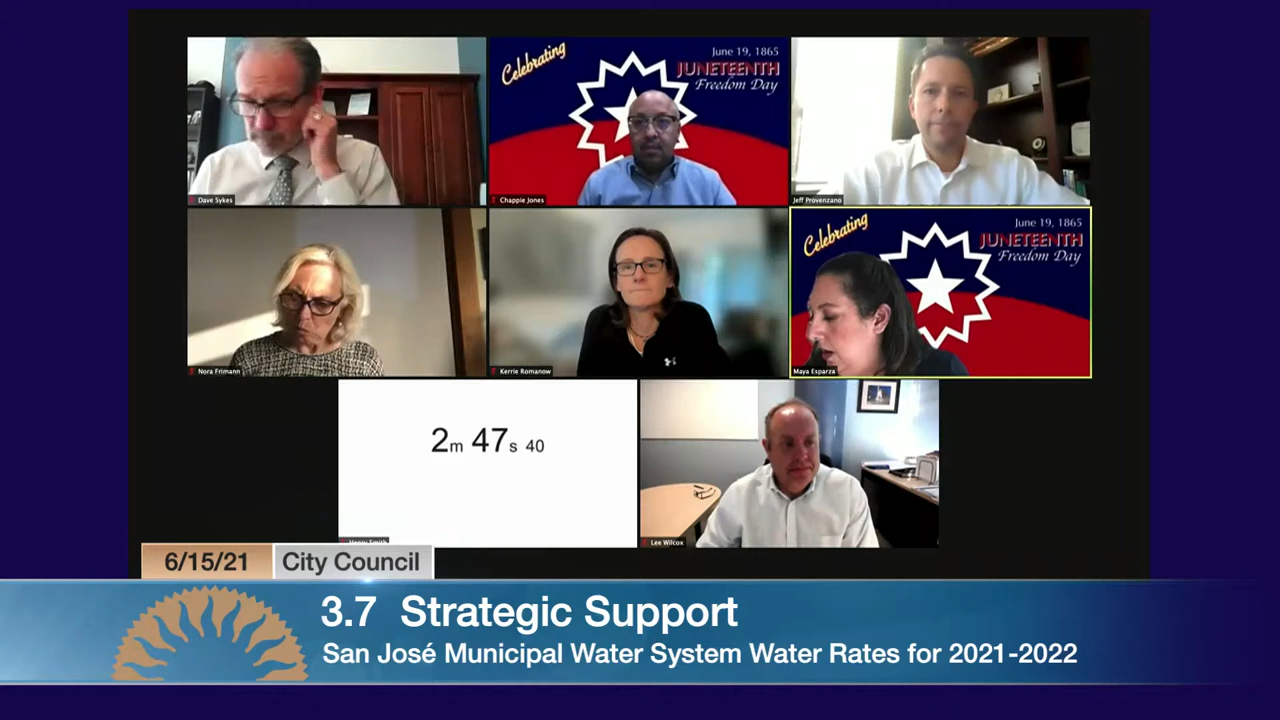 Celebrating
June 19, 1865
JUNETEENTH
Freedom Day
Dave Sykes
Chappie Jones
Jeff Provenzano
Celebrating
June 19, 1865
JUNETEENTH
Freedom Day
Nora Frimann
Kerrie Romanow
Maya Esparza
2m 47s 40
Henry Smith
Lee Wilcox
6/15/21 City Council
3.7 Strategic Support
San José Municipal Water System Water Rates for 2021-2022